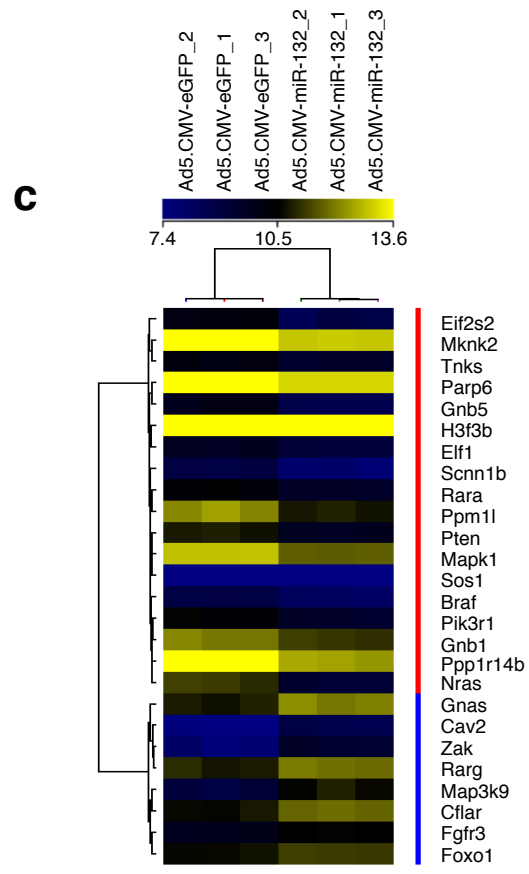 c
Ad5.CMV-eGFP_2
Ad5.CMV-eGFP_1
Ad5.CMV-eGFP_3
Ad5.CMV-miR-132_2
Ad5.CMV-miR-132_1
Ad5.CMV-miR-132_3
7.4 10.5 13.6
Eif2s2
Mknk2
Tnks
Parp6
Gnb5
H3f3b
Elf1
Scnn1b
Rara
Ppm1l
Pten
Mapk1
Sos1
Braf
Pik3r1
Gnb1
Ppp1r14b
Nras
Gnas
Cav2
Zak
Rarg
Map3k9
Cflar
Fgfr3
Foxo1